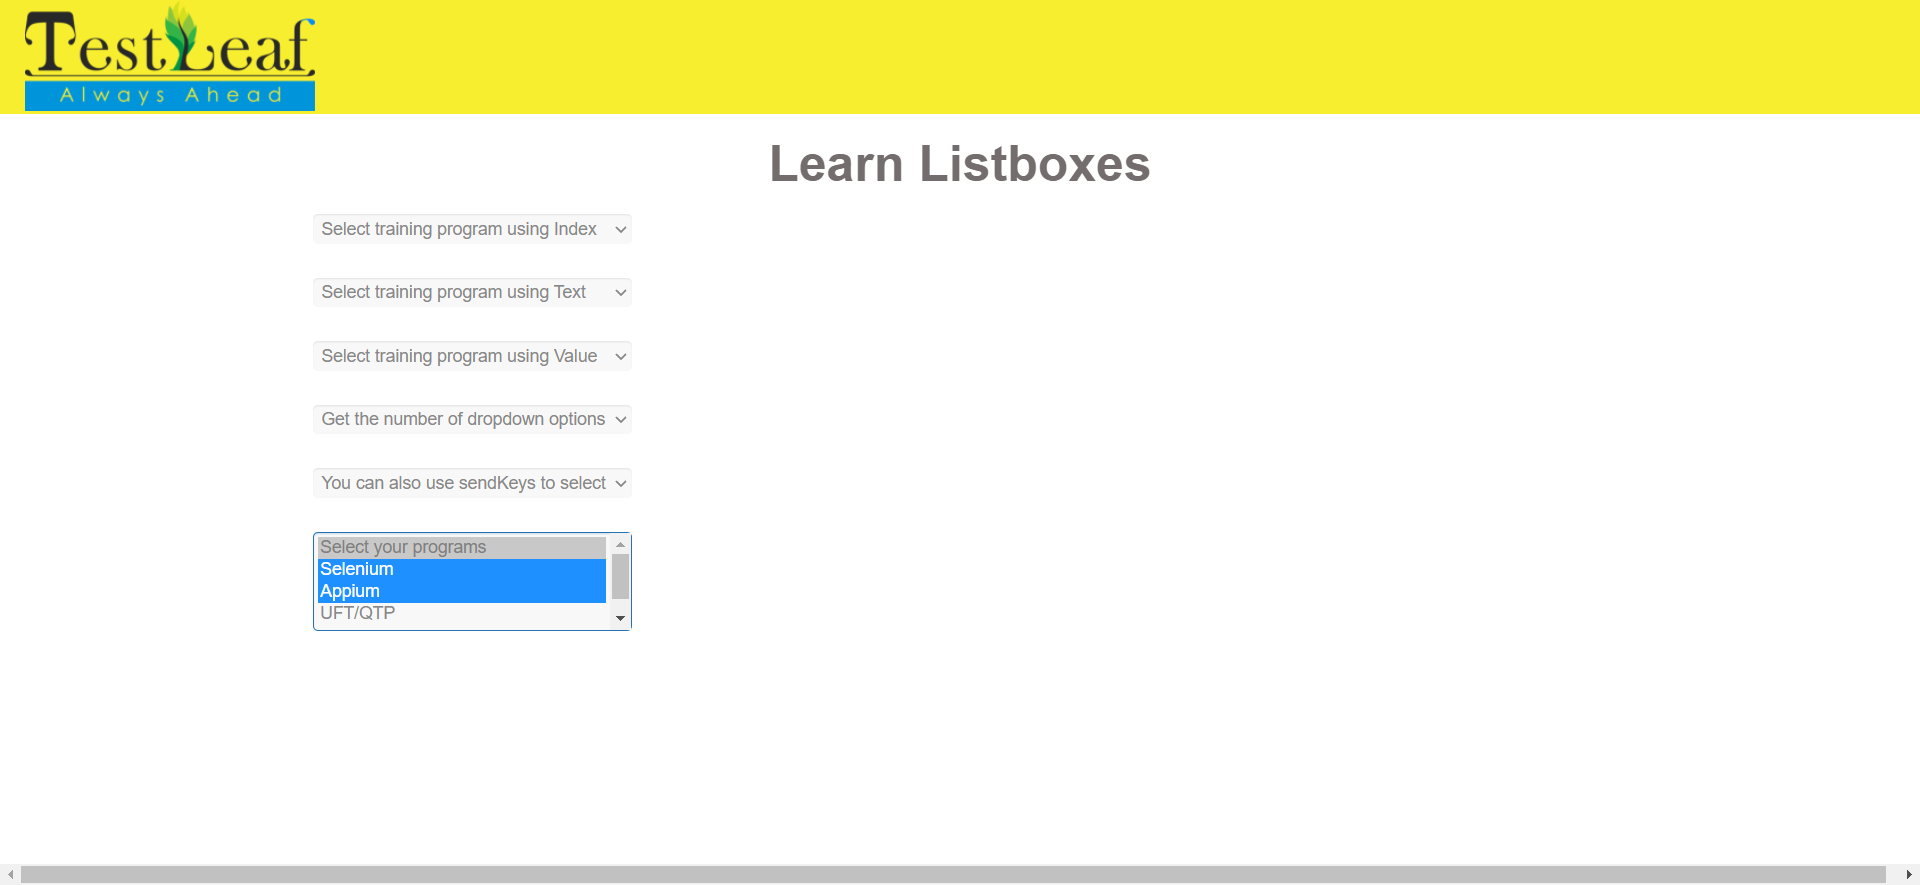 TestLeaf
Always Ahead
Learn Listboxes
Select training program using Index
Select training program using Text
Select training program using Value
Get the number of dropdown options
You can also use sendKeys to select
Select your programs
Selenium
Appium
UFT/QTP